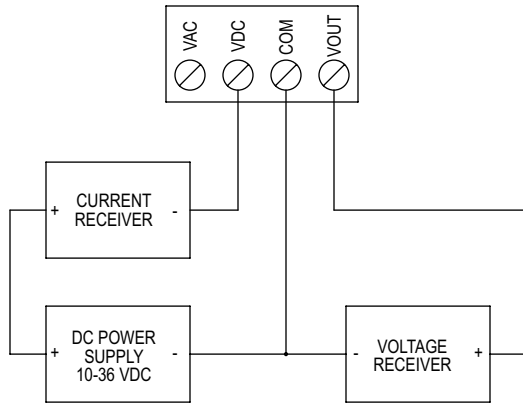 VAC
VDC
COM
VOUT
CURRENT
+ RECEIVER -
DC POWER
+ SUPPLY -
10-36 VDC
VOLTAGE
- RECEIVER +